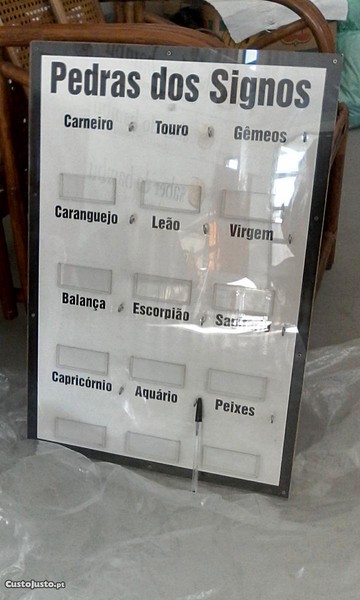 Pedras dos Signos
Carneiro Touro Gêmeos
Caranguejo Leão Virgem
Balança Escorpião
Capricórnio Aquário Peixes
CustoJusto.pt